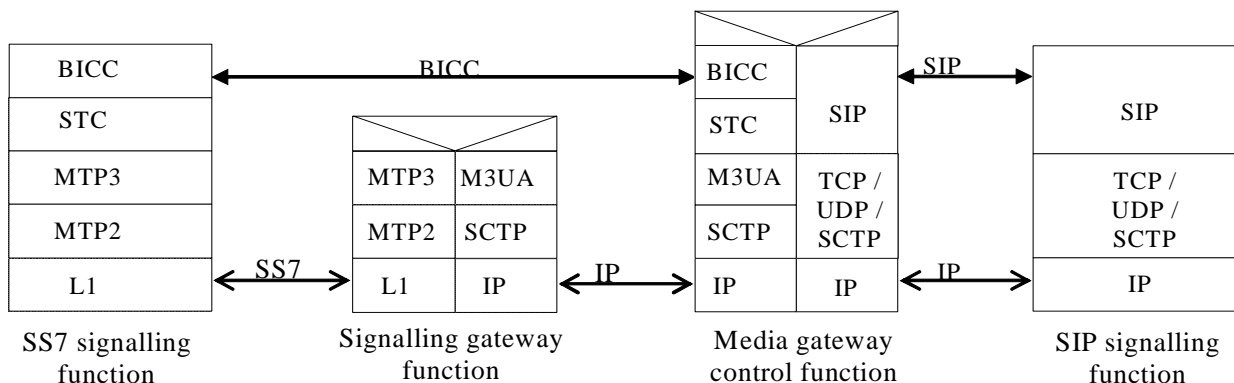 BICC
STC
MTP3
MTP2
L1
SS7 signalling
function
BICC
SS7
MTP3
M3UA
MTP2
SCTP
L1
IP
Signalling gateway
function
IP
BICC
STC
M3UA
SCTP
IP
SIP
TCP /
UDP /
SCTP
IP
Media gateway
control function
SIP
IP
SIP
TCP /
UDP /
SCTP
IP
SIP signalling
function